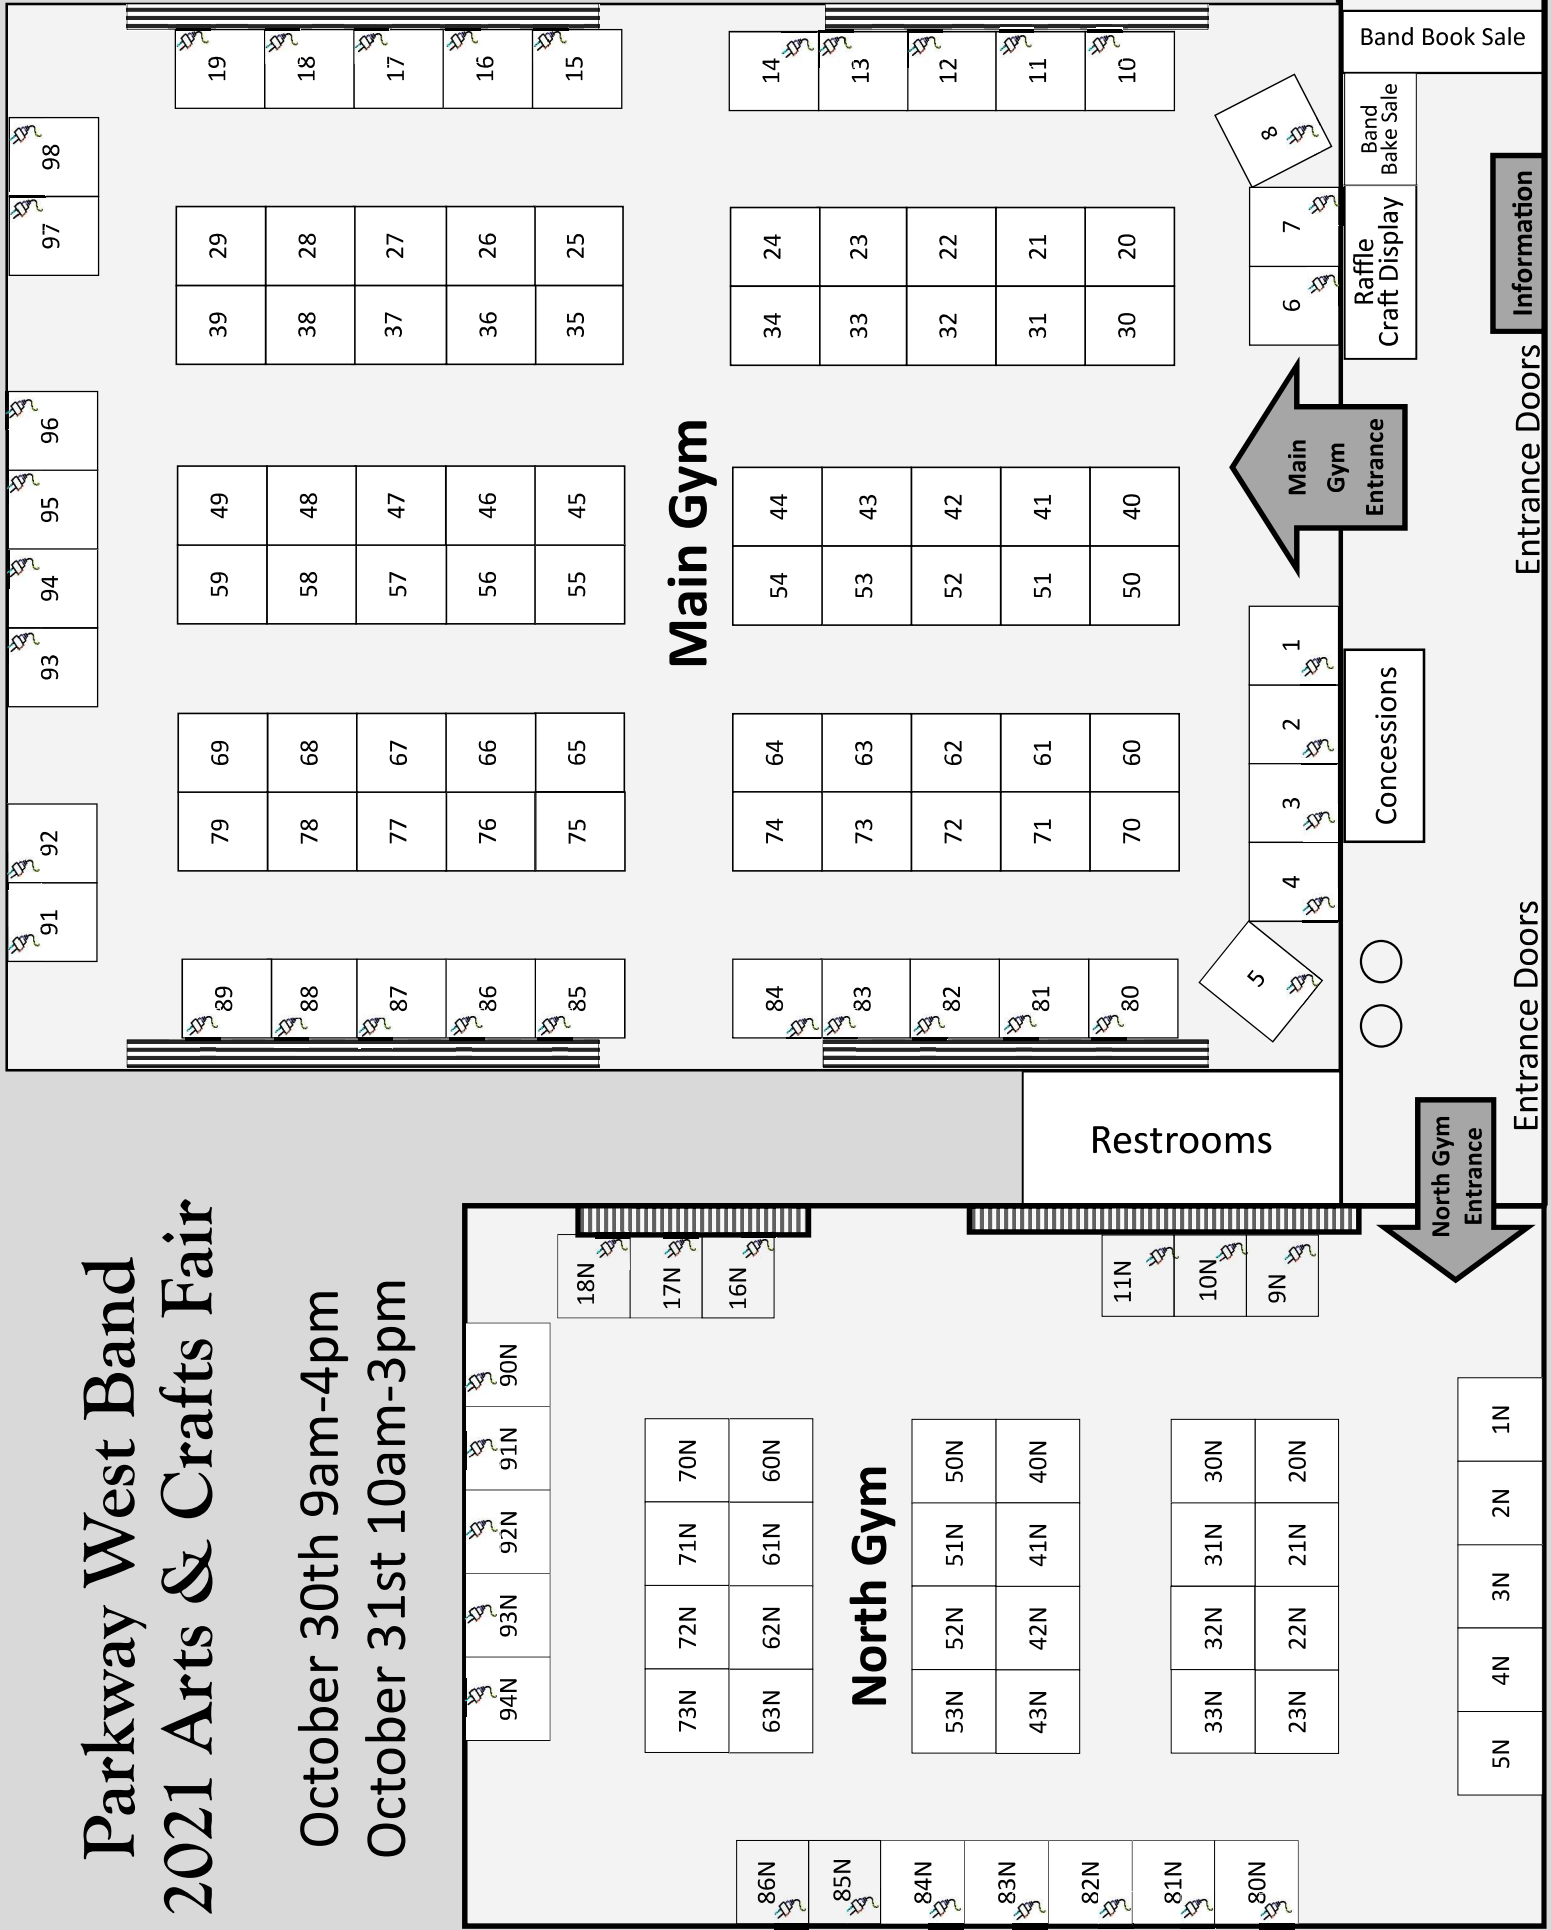 Parkway West Band
2021 Arts & Crafts Fair
October 30th 9am-4pm
October 31st 10am-3pm
Main Gym
98
97
96
95
94
93
92
91
19
18
17
16
15
14
13
12
11
10
29
28
27
26
25
24
23
22
21
20
39
38
37
36
35
34
33
32
31
30
49
48
47
46
45
44
43
42
41
40
59
58
57
56
55
54
53
52
51
50
69
68
67
66
65
64
63
62
61
60
79
78
77
76
75
74
73
72
71
70
89
88
87
86
85
84
83
82
81
80
8
7
6
1
2
3
4
5
Band Book Sale
Band
Bake Sale
Raffle
Craft Display
Information
Main
Gym
Entrance
Entrance Doors
Concessions
Entrance Doors
Restrooms
North Gym
Entrance
North Gym
18N
17N
16N
11N
10N
9N
90N
91N
92N
93N
94N
70N
60N
71N
61N
72N
62N
73N
63N
50N
40N
51N
41N
52N
42N
53N
43N
30N
20N
31N
21N
32N
22N
33N
23N
1N
2N
3N
4N
5N
86N
85N
84N
83N
82N
81N
80N